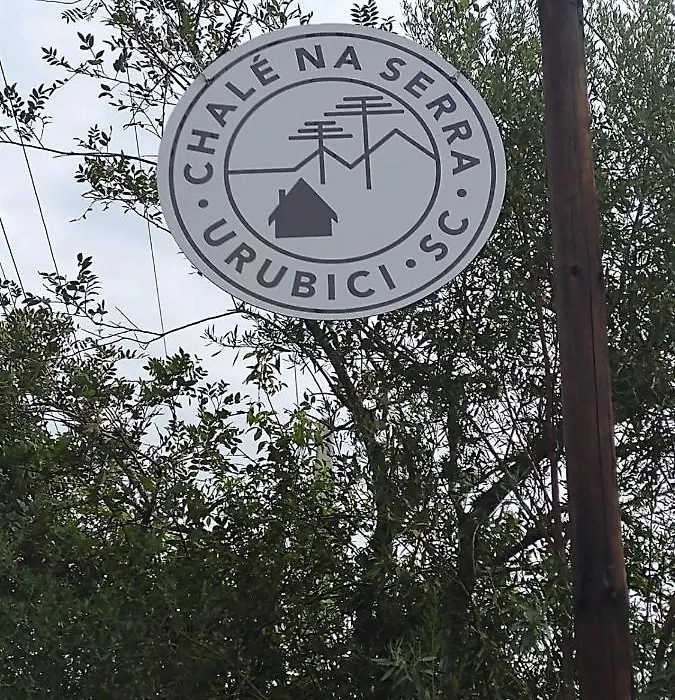 CHALÉ NA SERRA
• URUBICI • SC •